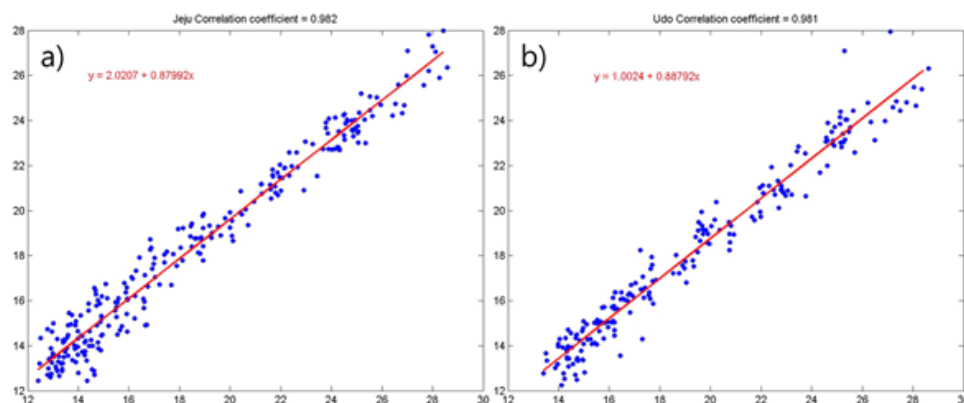 Jeju Correlation coefficient = 0.982
a)
y = 2.0207 + 0.87992x
28
26
24
22
20
18
16
14
12
12 14 16 18 20 22 24 26 28 30
Udo Correlation coefficient = 0.981
b)
y = 1.0024 + 0.88792x
28
26
24
22
20
18
16
14
12
12 14 16 18 20 22 24 26 28 30